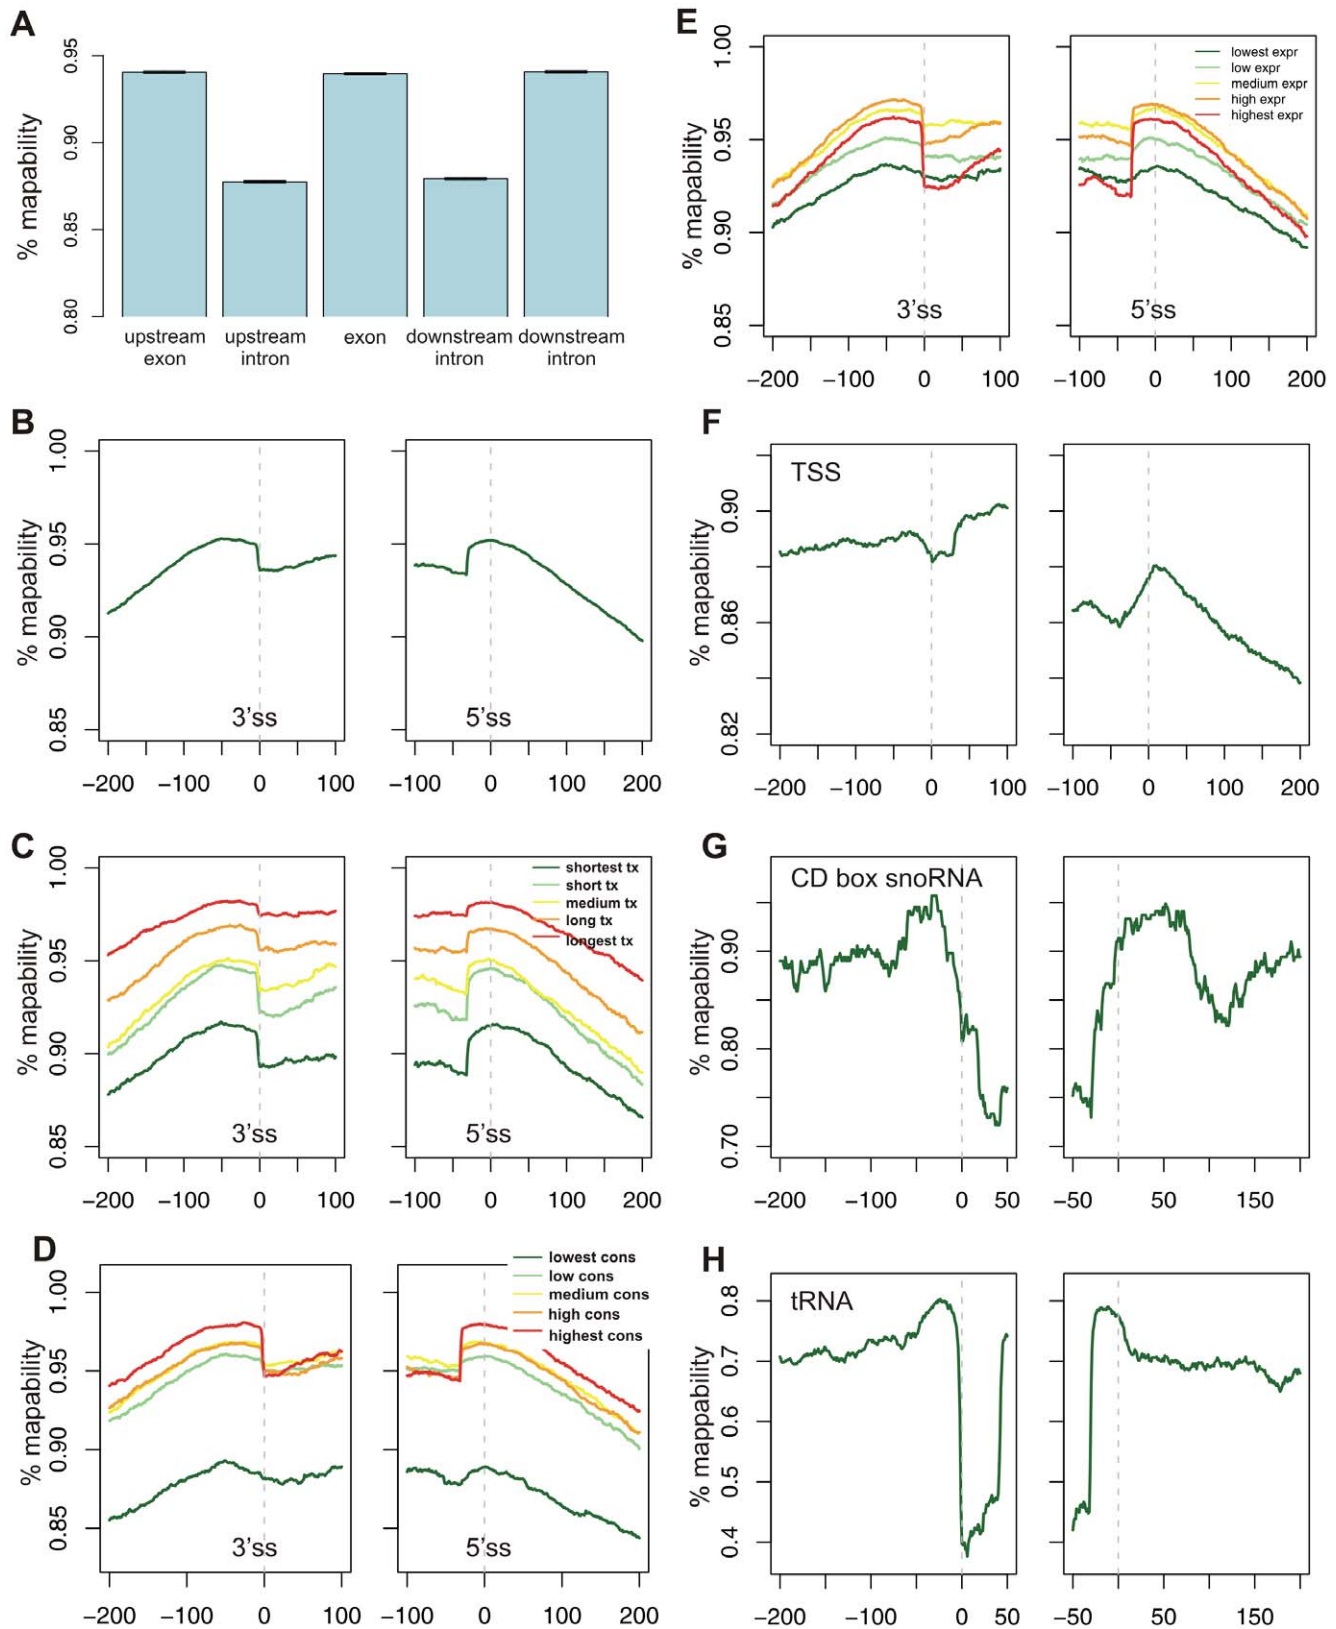 A
% mapability
0.95
0.90
0.85
0.80
upstream exon
upstream intron
exon
downstream intron
downstream intron
B
% mapability
1.00
0.95
0.90
0.85
3'ss
5'ss
−200 −100 0 100
−100 0 100 200
C
% mapability
1.00
0.95
0.90
0.85
shortest tx
short tx
medium tx
long tx
longest tx
3'ss
5'ss
−200 −100 0 100
−100 0 100 200
D
% mapability
1.00
0.95
0.90
0.85
lowest cons
low cons
medium cons
high cons
highest cons
3'ss
5'ss
−200 −100 0 100
−100 0 100 200
E
% mapability
1.00
0.95
0.90
0.85
lowest expr
low expr
medium expr
high expr
highest expr
3'ss
5'ss
−200 −100 0 100
−100 0 100 200
F
TSS
% mapability
0.90
0.86
0.82
−200 −100 0 100
−100 0 100 200
G
CD box snoRNA
% mapability
0.90
0.80
0.70
−200 −100 0 50
−50 50 150
H
tRNA
% mappability
0.8
0.7
0.6
0.5
0.4
−200 −100 0 50
−50 50 150